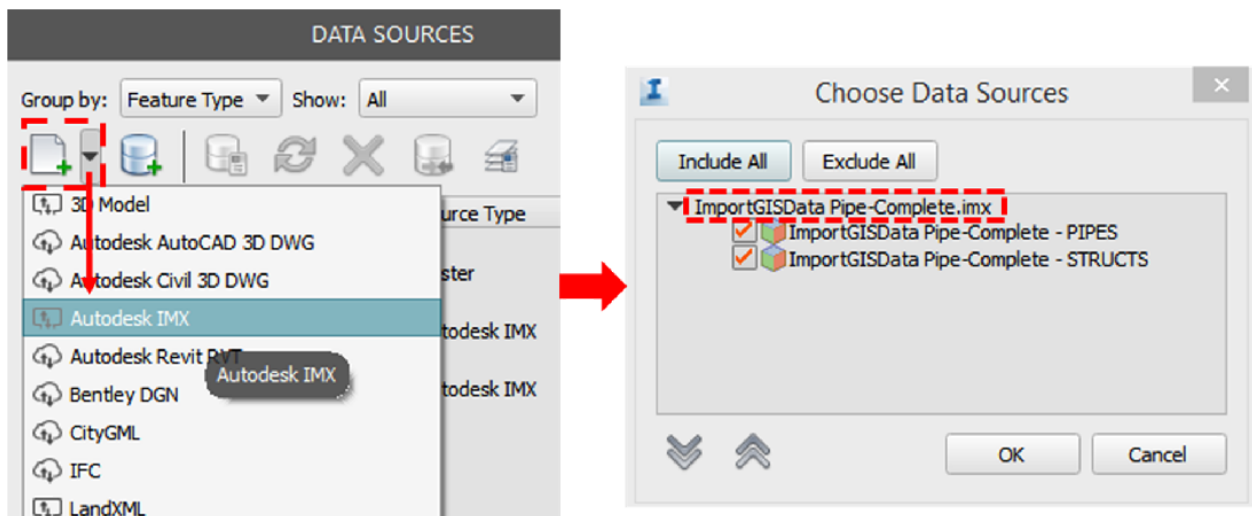 DATA SOURCES
Group by: Feature Type Show: All
3D Model
Autodesk AutoCAD 3D DWG
Autodesk Civil 3D DWG
Autodesk IMX
Autodesk Revit RVT
Autodesk IMX
Bentley DGN
CityGML
IFC
LandXML
urce Type
ster
todesk IMX
todesk IMX
Choose Data Sources
Include All Exclude All
ImportGISData Pipe-Complete.imx
ImportGISData Pipe-Complete - PIPES
ImportGISData Pipe-Complete - STRUCTS
OK Cancel